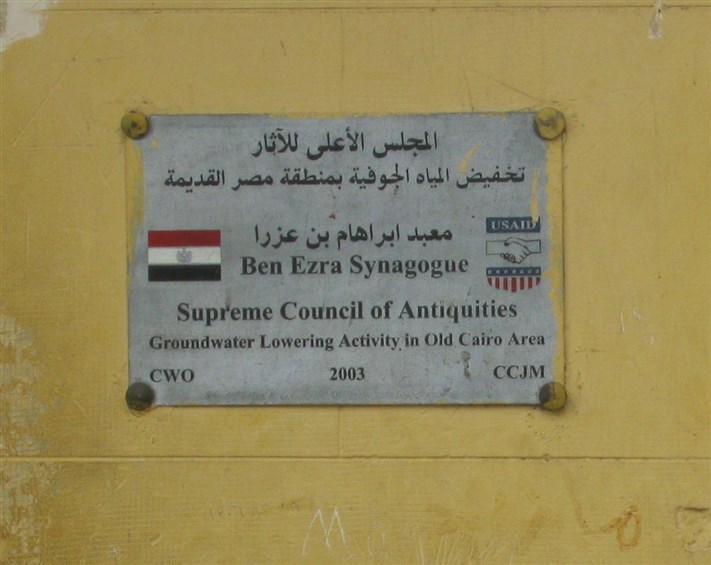 المجلس الأعلى للآثار
تخفيض المياه الجوفية بمنطقة مصر القديمة
معبد ابراهام بن عزرا
USAID
Ben Ezra Synagogue
Supreme Council of Antiquities
Groundwater Lowering Activity in Old Cairo Area
CWO 2003 CCJM